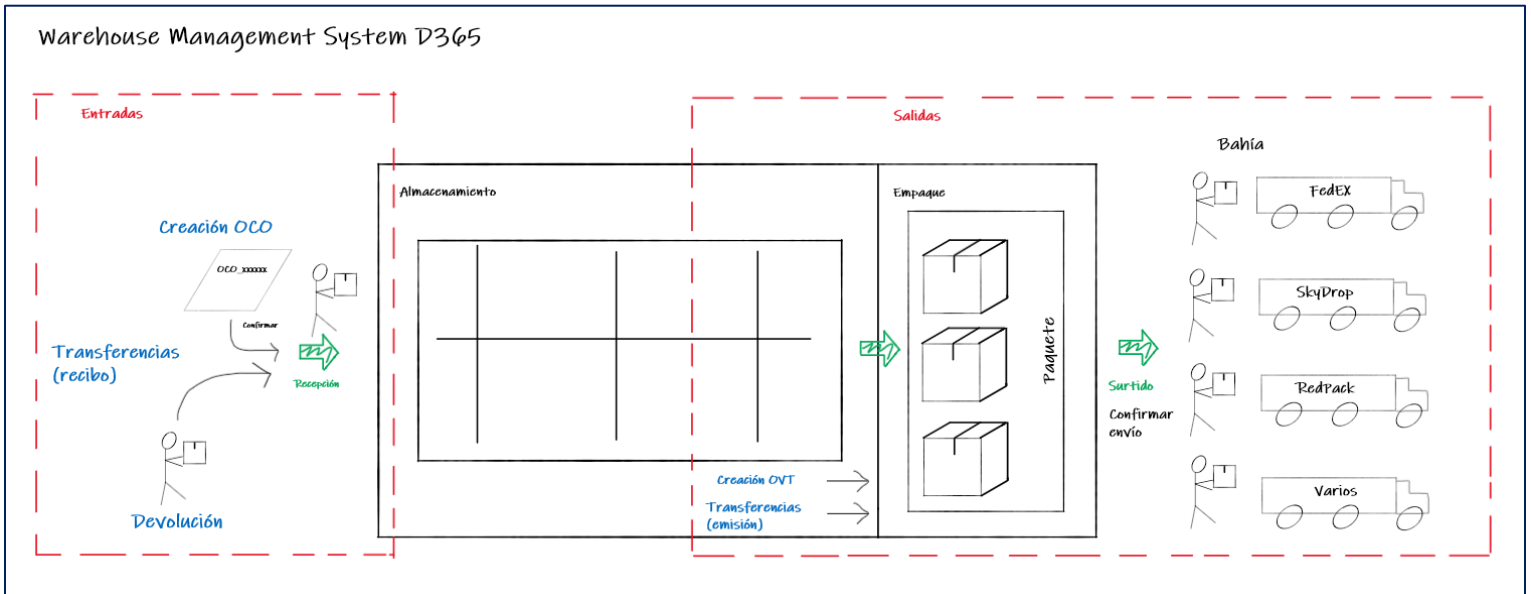 Warehouse Management System D365
Entradas
Creación OCO
OCO_xxxxxx
Confirmar
Transferencias
(recibo)
Recepción
Devolución
Almacenamiento
Salidas
Creación OVT
Transferencias
(emisión)
Empaque
Paquete
Surtido
Confirmar
envío
Bahía
FedEX
SkyDrop
RedPack
Varios